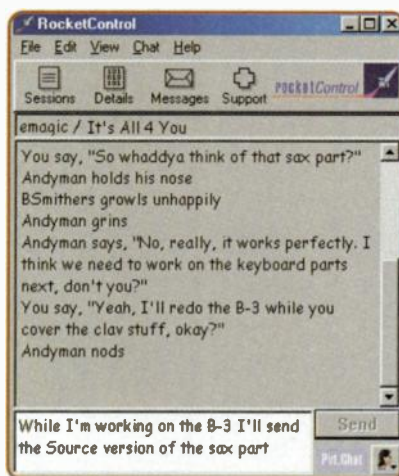 RocketControl
File Edit View Chat Help
Sessions Details Messages Support rocketControl
emagic / It's All 4 You
You say, "So whaddya think of that sax part?"
Andyman holds his nose
BSmithers growls unhappily
Andyman grins
Andyman says, "No, really, it works perfectly. I
think we need to work on the keyboard parts
next, don't you?"
You say, "Yeah, I'll redo the B-3 while you
cover the clav stuff, okay?"
Andyman nods
While I'm working on the B-3 I'll send
the Source version of the sax part
Send
Pvt.Chat